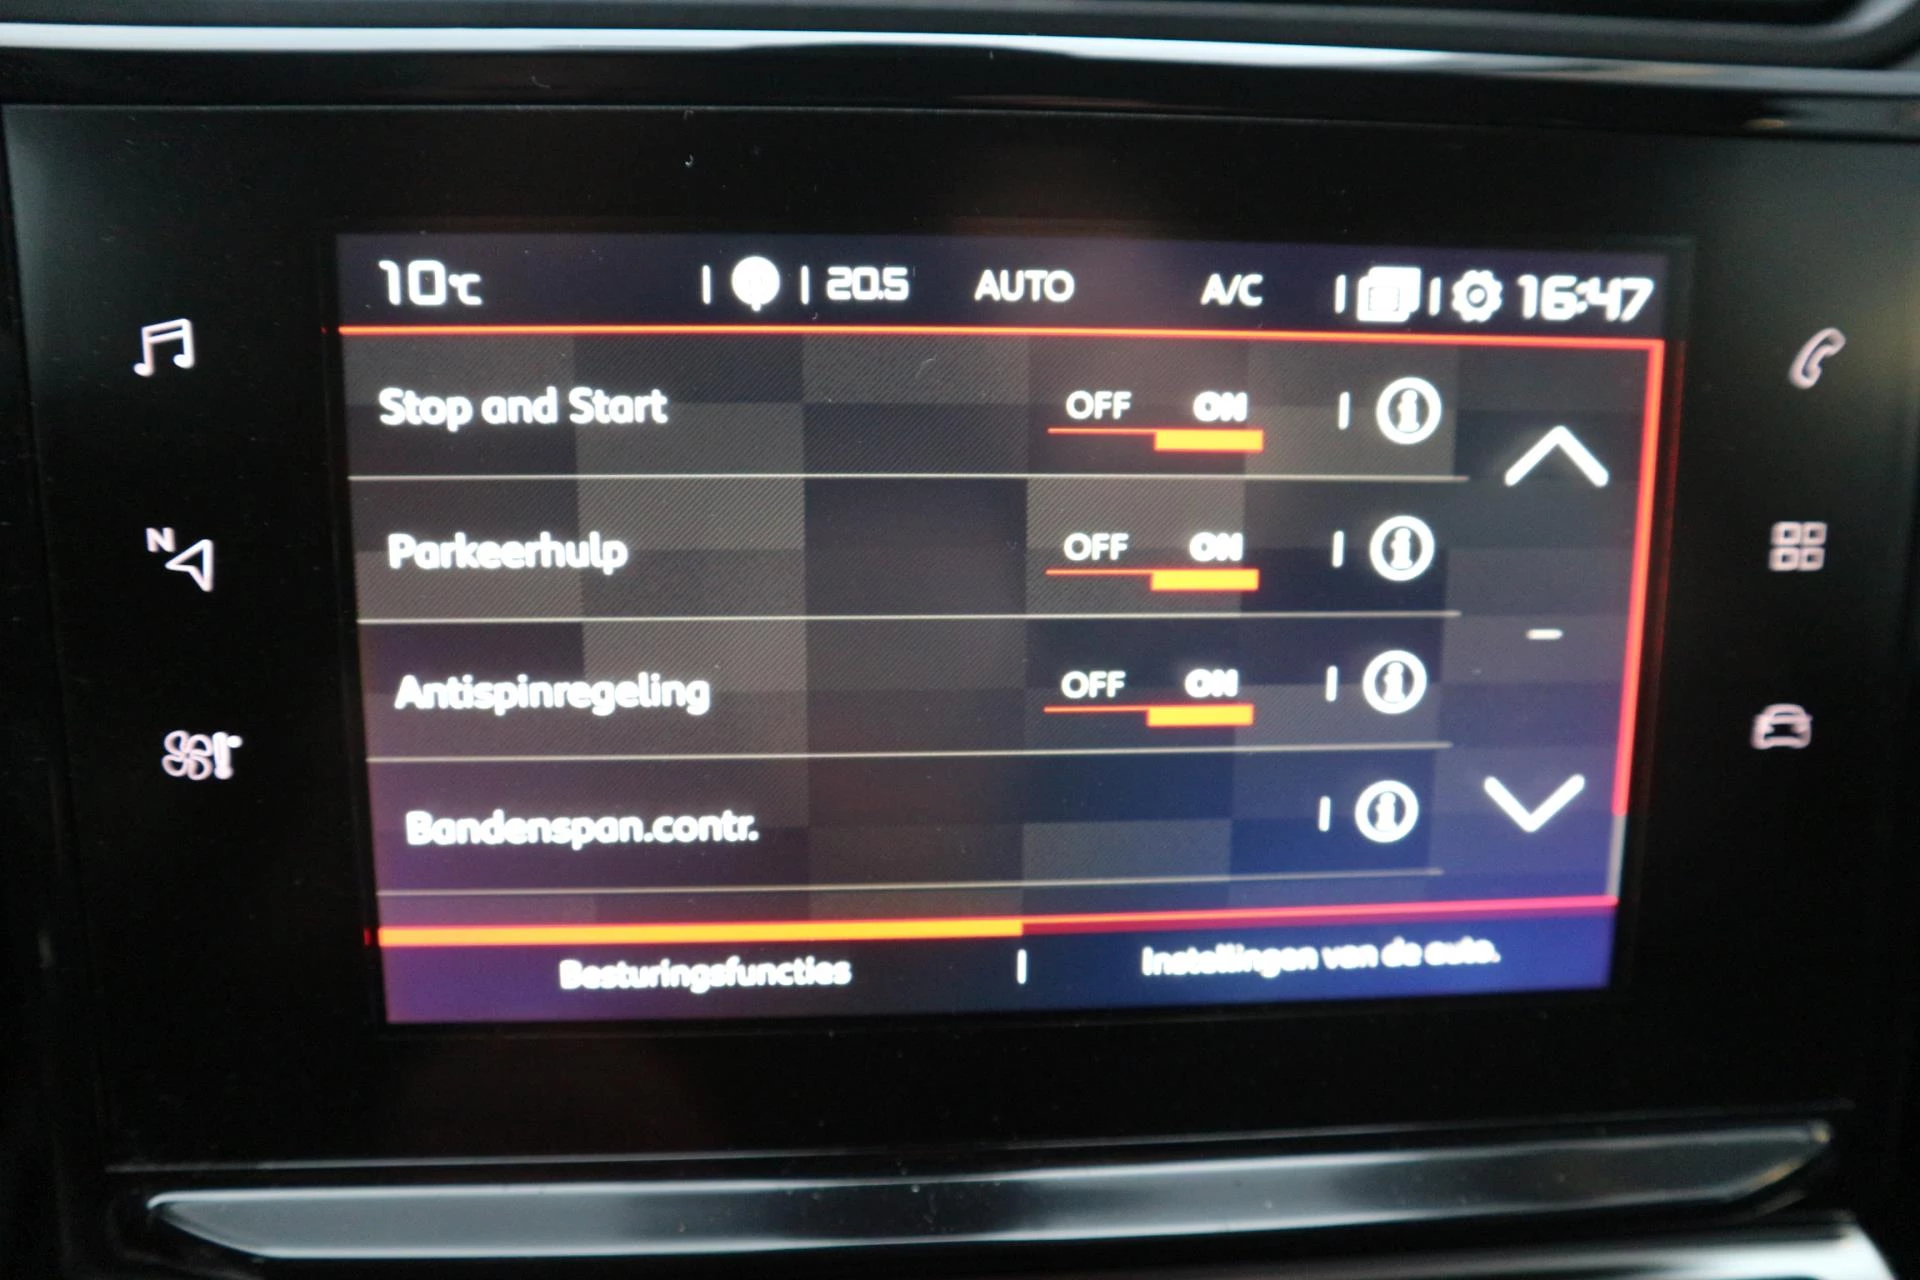 10°C 20.5 AUTO A/C 16:47
Stop and Start OFF ON
N
Parkeerhulp OFF ON
Antispinregeling OFF ON
Bandenspan.contr.
Besturingsfuncties Instellingen van de auto.